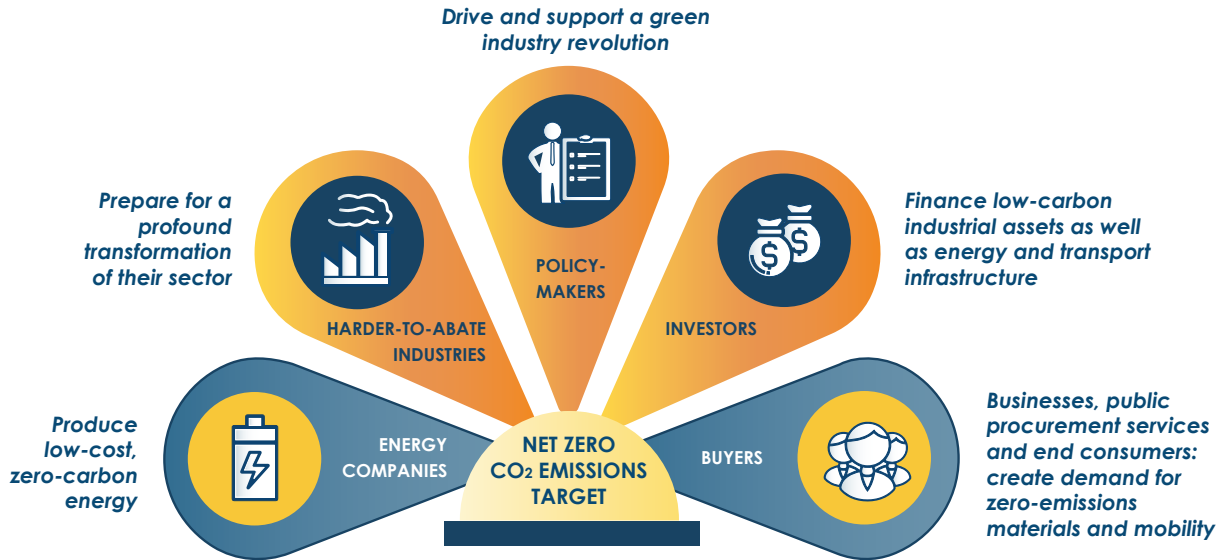 Drive and support a green
industry revolution
POLICY-
MAKERS
Prepare for a
profound
transformation
of their sector
HARDER-TO-ABATE
INDUSTRIES
Finance low-carbon
industrial assets as well
as energy and transport
infrastructure
INVESTORS
Produce
low-cost,
zero-carbon
energy
ENERGY
COMPANIES
NET ZERO
CO₂ EMISSIONS
TARGET
BUYERS
Businesses, public
procurement services
and end consumers:
create demand for
zero-emissions
materials and mobility
$
$